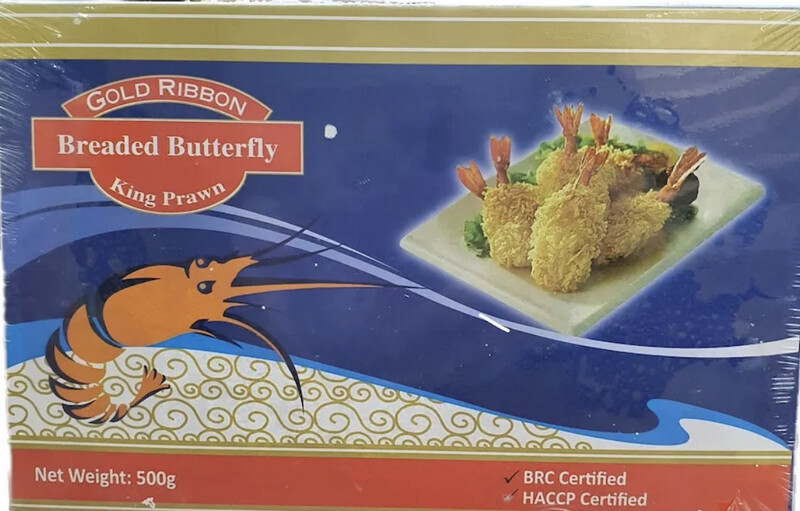 GOLD RIBBON
Breaded Butterfly
King Prawn
Net Weight: 500g
✓ BRC Certified
✓ HACCP Certified